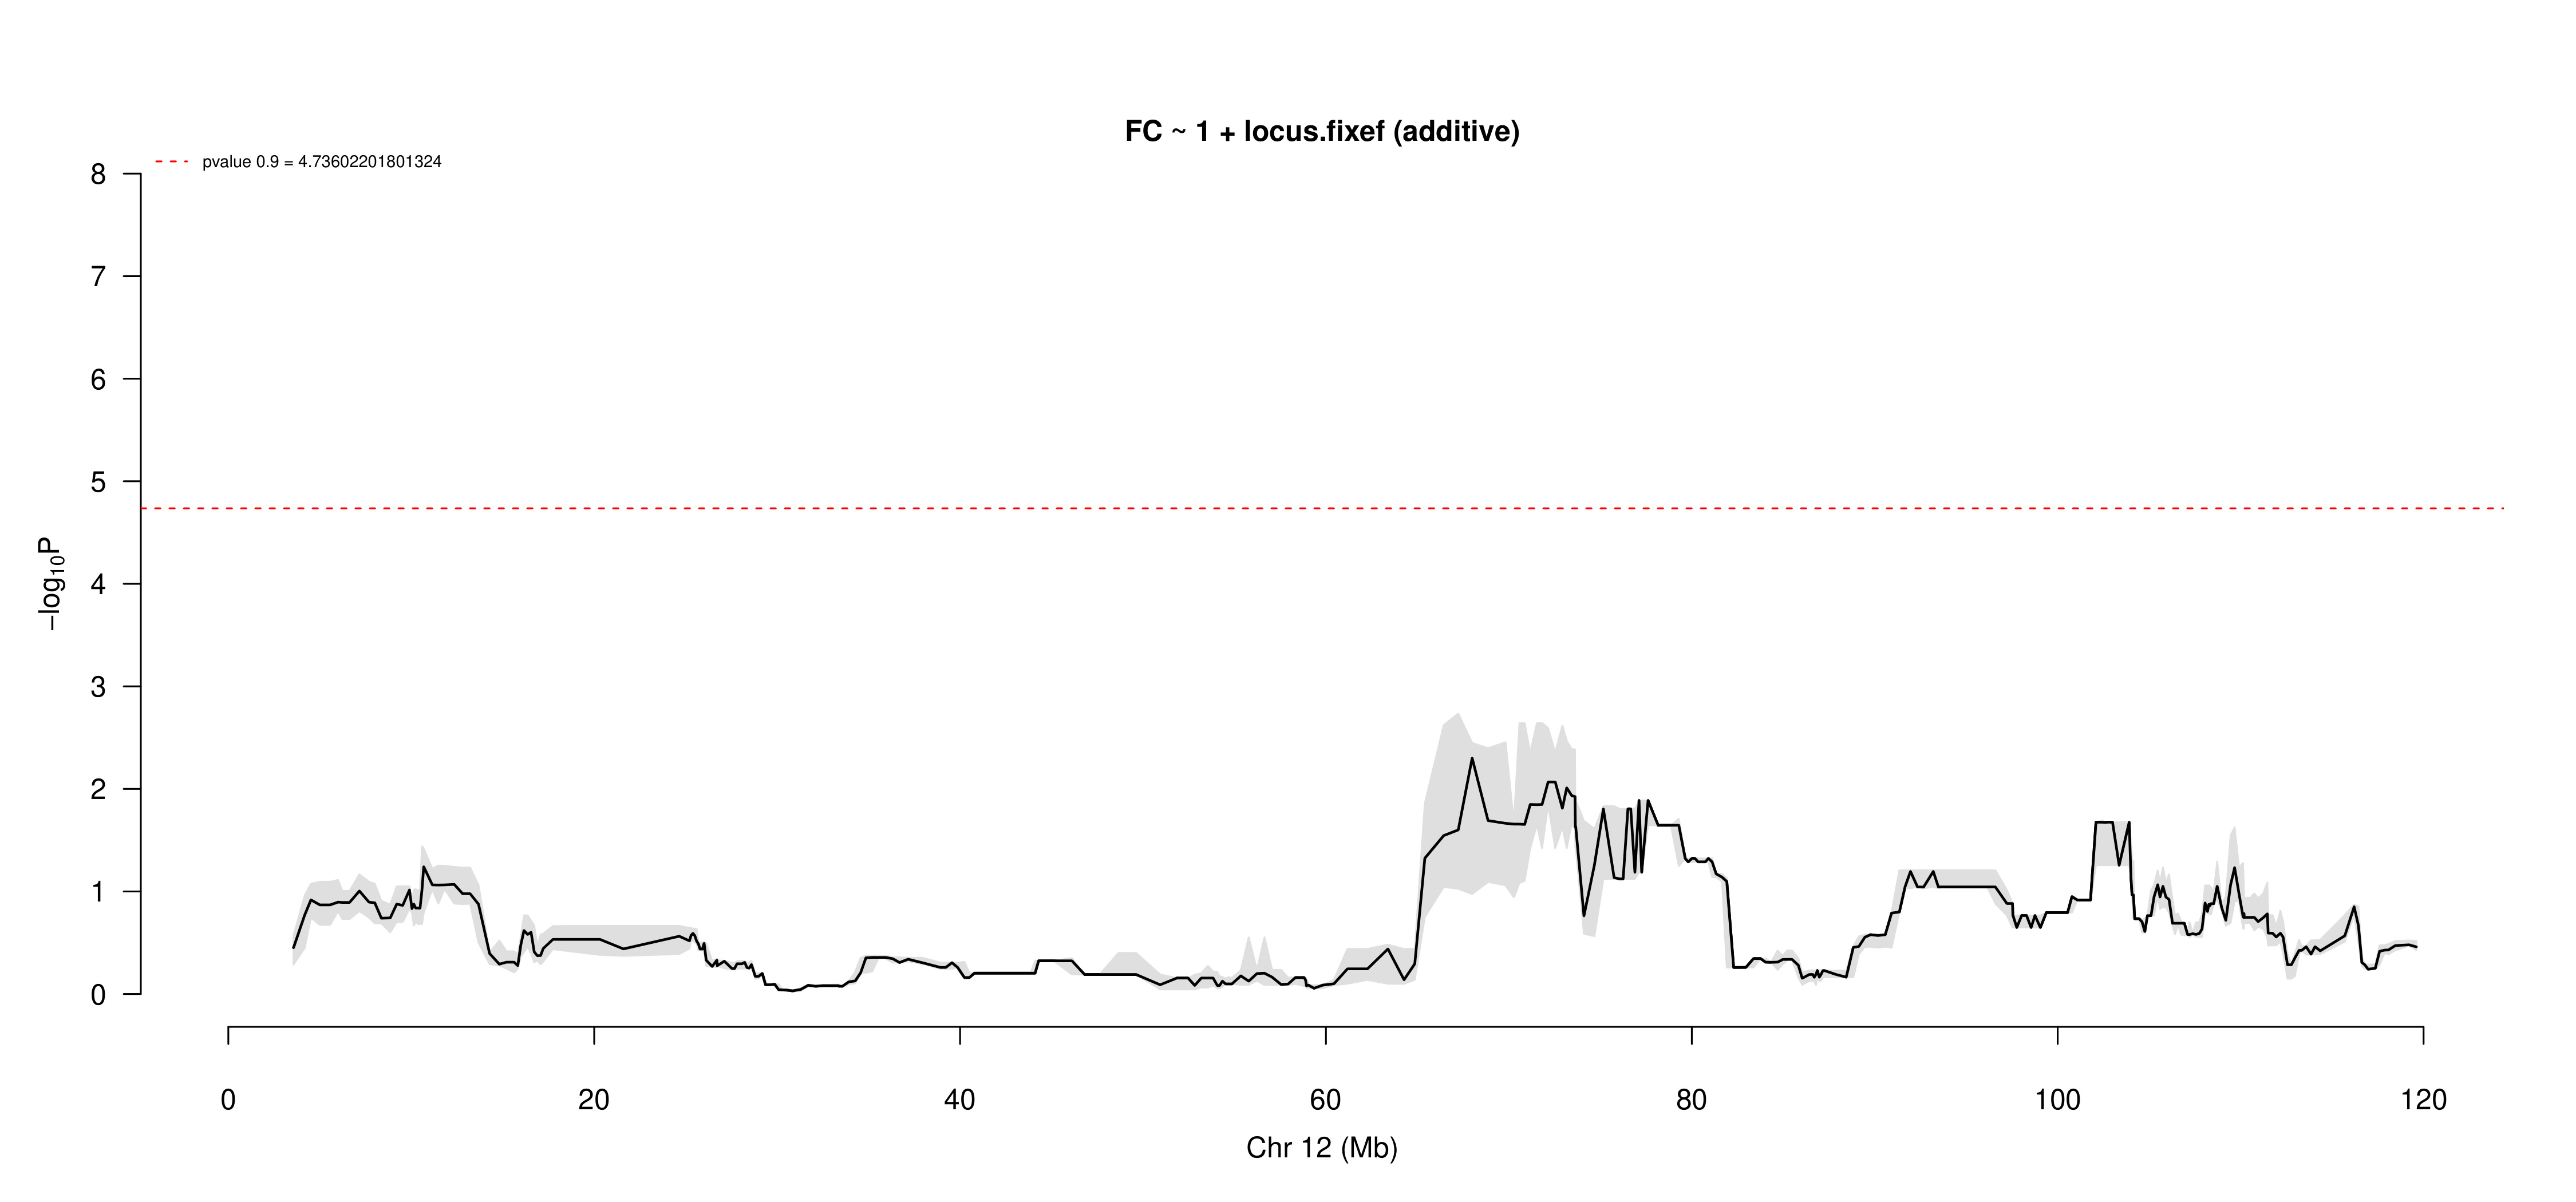 FC ~ 1 + locus.fixef (additive)
pvalue 0.9 = 4.73602201801324
8
7
6
5
4
3
2
1
0
−log10P
0 20 40 60 80 100 120
Chr 12 (Mb)